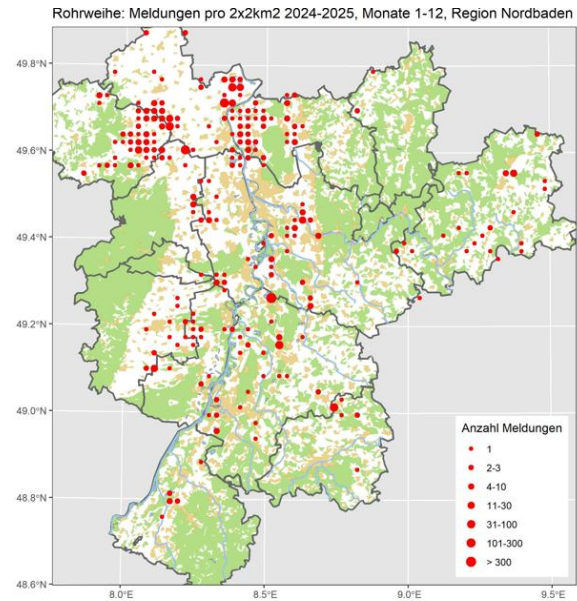 Rohrweihe: Meldungen pro 2x2km2 2024-2025, Monate 1-12, Region Nordbaden
49.8°N
49.6°N
49.4°N
49.2°N
49.0°N
48.8°N
48.6°N
Anzahl Meldungen
1
2-3
4-10
11-30
31-100
101-300
> 300
8.0°E
8.5°E
9.0°E
9.5°E